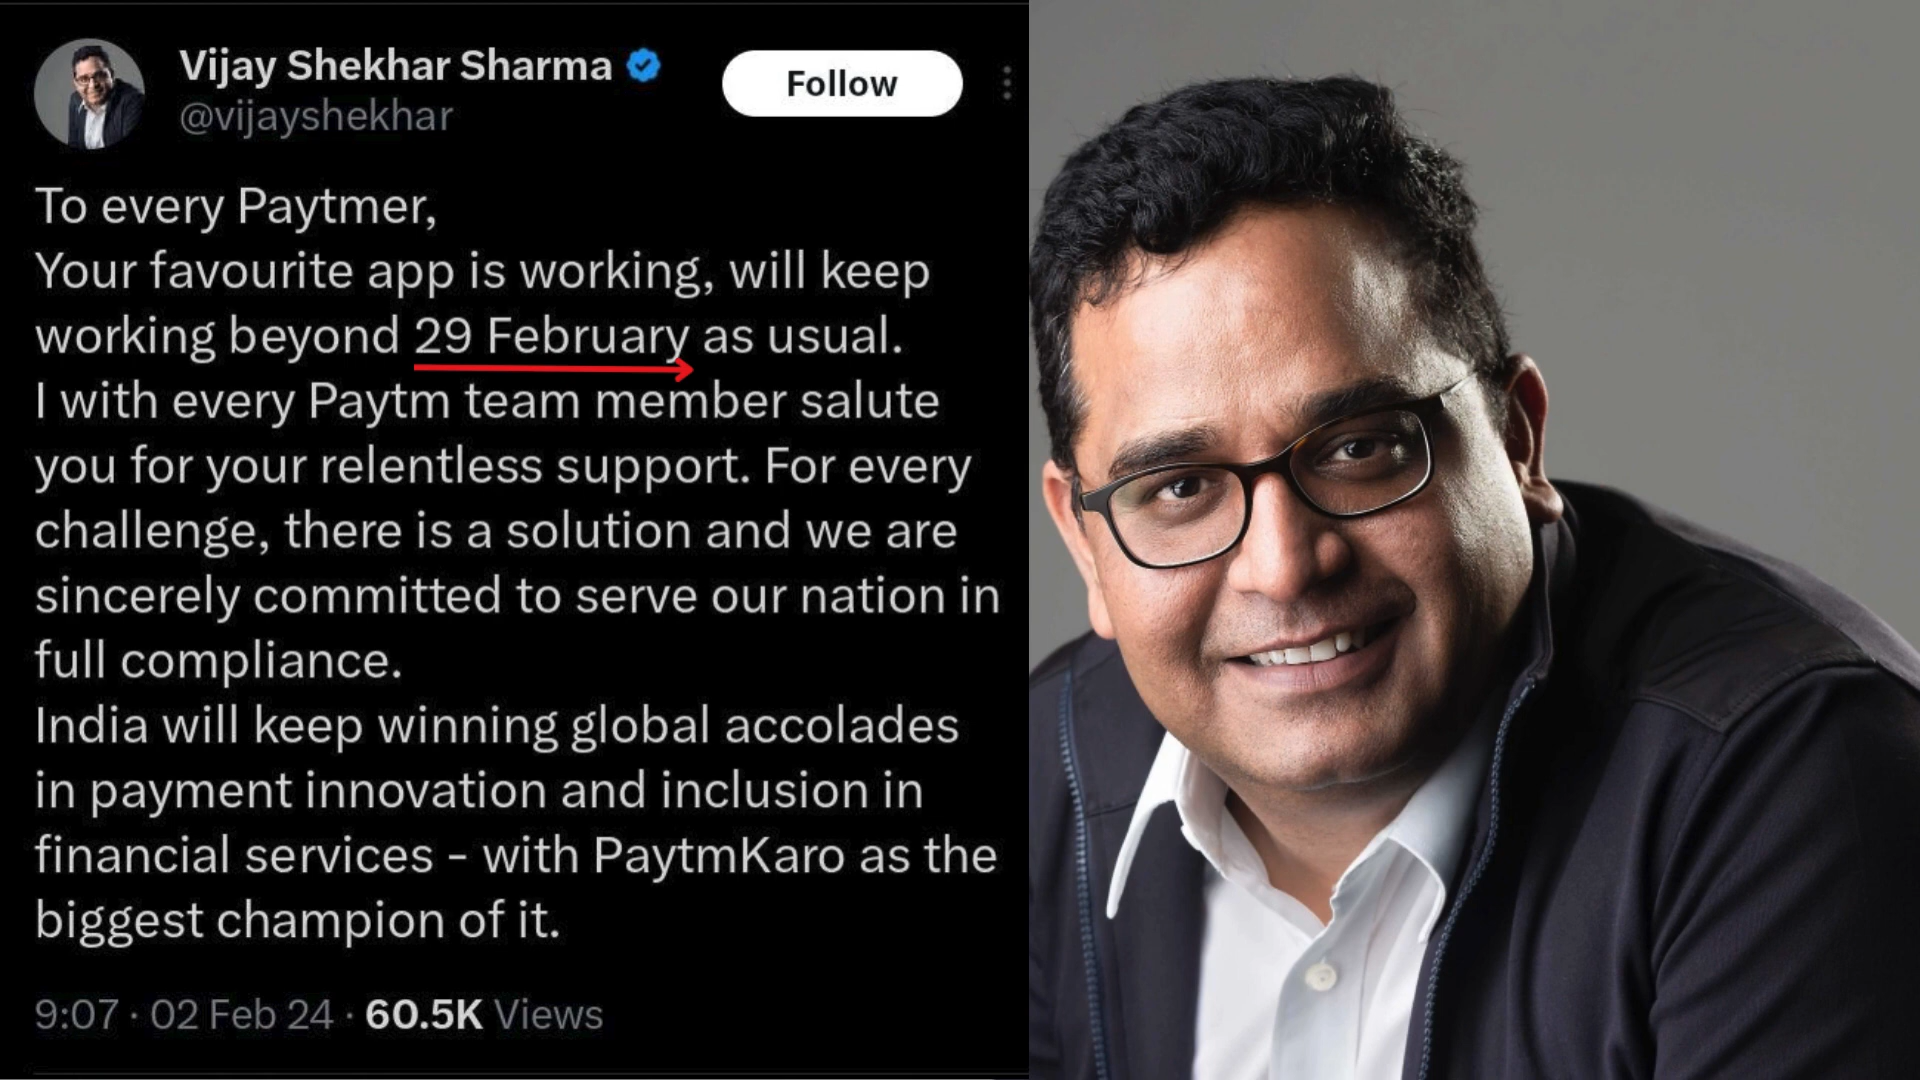 Vijay Shekhar Sharma
Follow
@vijayshekhar
To every Paytmer,
Your favourite app is working, will keep
working beyond 29 February as usual.
I with every Paytm team member salute
you for your relentless support. For every
challenge, there is a solution and we are
sincerely committed to serve our nation in
full compliance.
India will keep winning global accolades
in payment innovation and inclusion in
financial services - with PaytmKaro as the
biggest champion of it.
9:07 · 02 Feb 24 · 60.5K Views